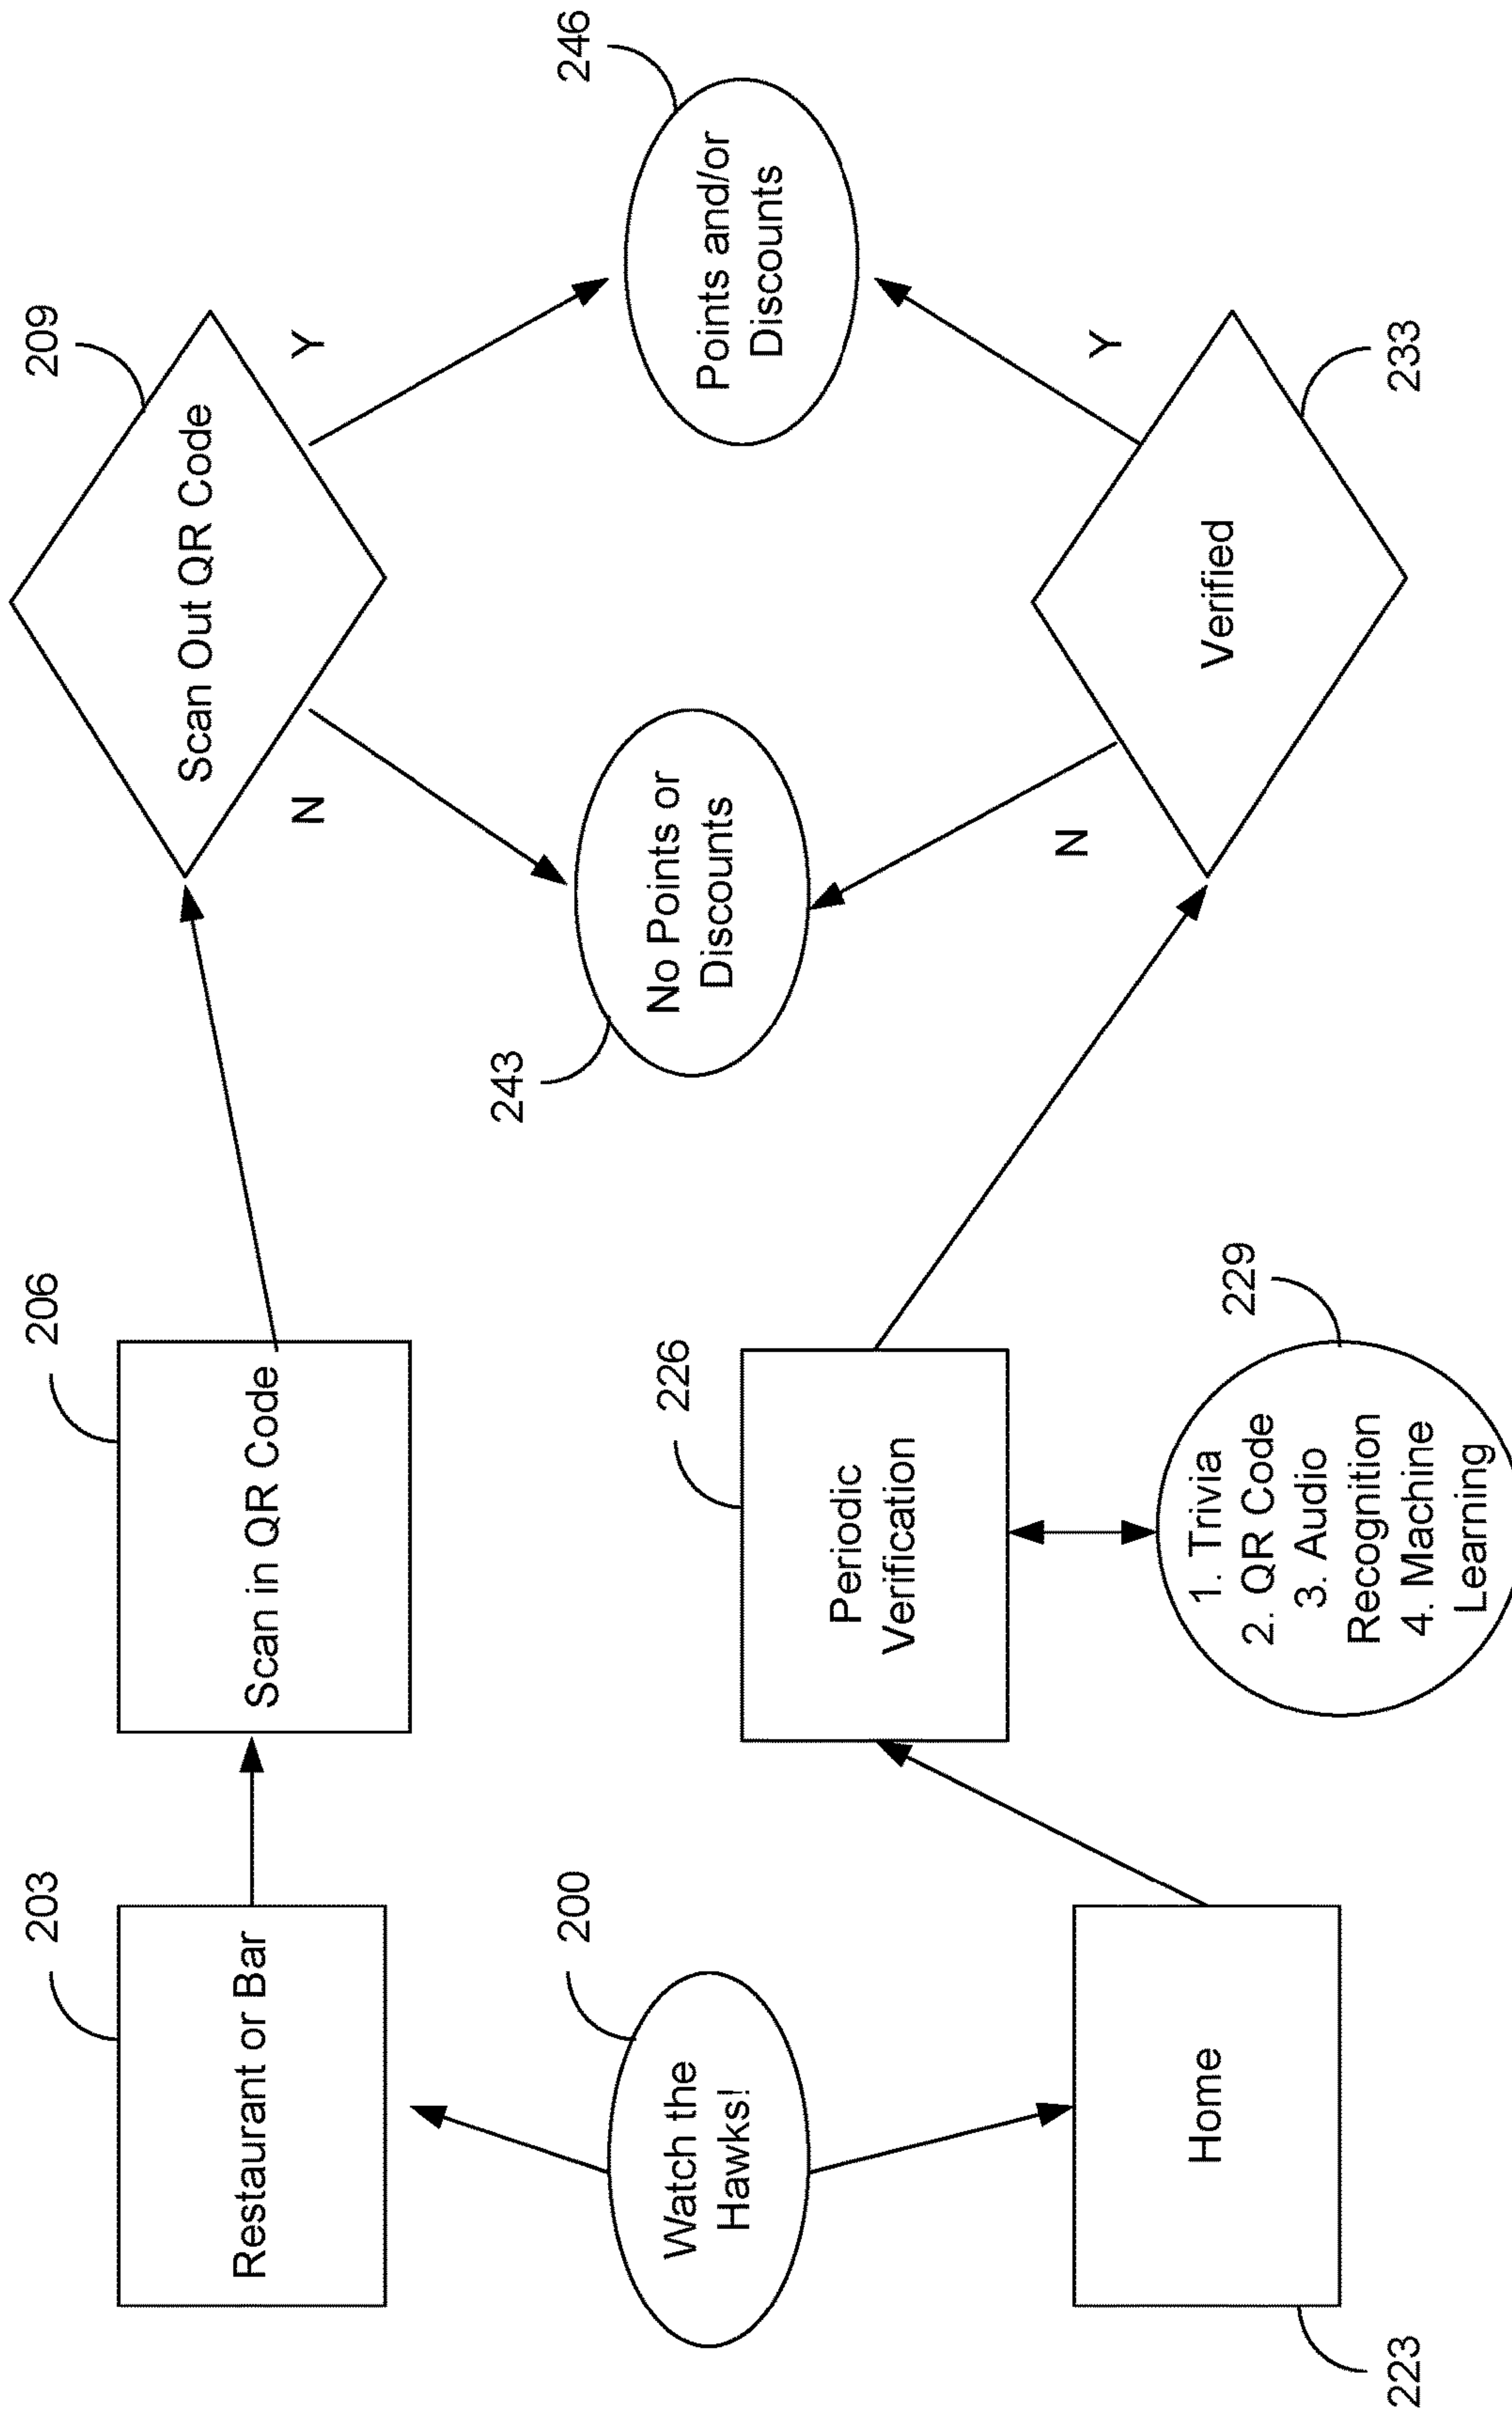 203
Restaurant or Bar
206
Scan in QR Code
209
Scan Out QR Code
N
Y
200
Watch the
Hawks!
243
No Points or
Discounts
246
Points and/or
Discounts
223
Home
226
Periodic
Verification
229
1. Trivia
2. QR Code
3. Audio
Recognition
4. Machine
Learning
N
Y
Verified
233